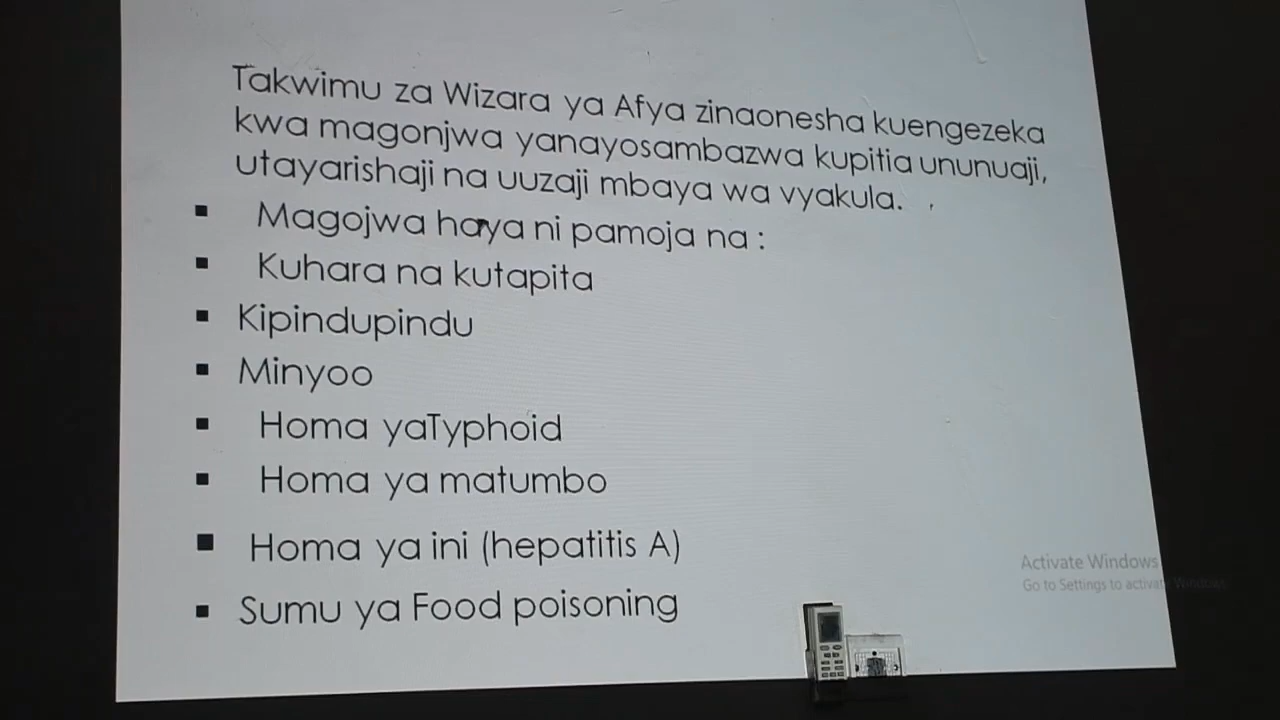 Takwimu za Wizara ya Afya zinaonesha kuengezeka
kwa magonjwa yanayosambazwa kupitia ununuaji,
utayarishaji na uuzaji mbaya wa vyakula.
▪ Magojwa haya ni pamoja na :
▪ Kuhara na kutapita
▪ Kipindupindu
▪ Minyoo
▪ Homa yaTyphoid
▪ Homa ya matumbo
▪ Homa ya ini (hepatitis A)
▪ Sumu ya Food poisoning
Activate Windows
Go to Settings to activate Windows.